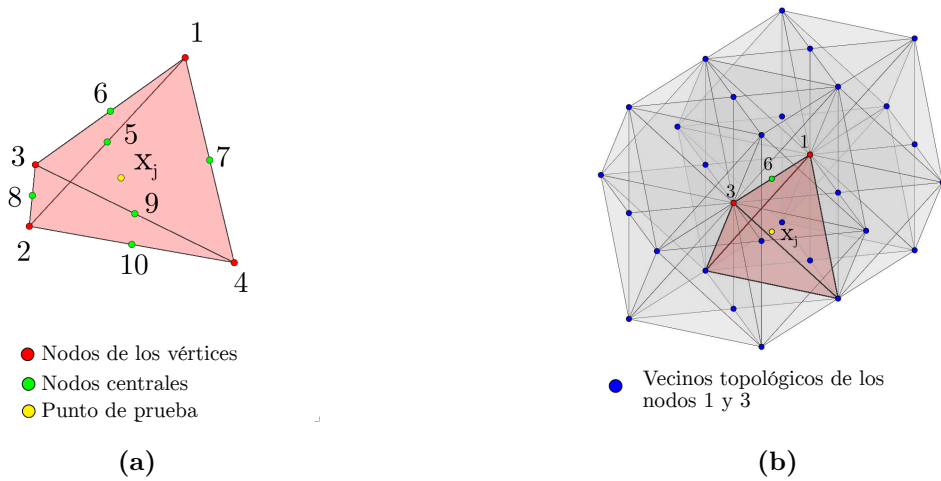 1
6
5
3
x_j
7
8
9
2
10
4
Nodos de los vértices
Nodos centrales
Punto de prueba
(a)
1
6
3
x_j
Vecinos topológicos de los
nodos 1 y 3
(b)